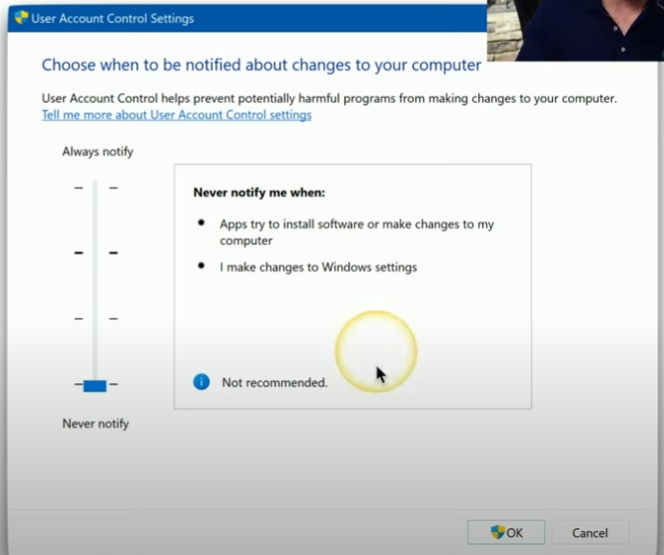 User Account Control Settings
Choose when to be notified about changes to your computer
User Account Control helps prevent potentially harmful programs from making changes to your computer.
Tell me more about User Account Control settings
Always notify
Never notify me when:
• Apps try to install software or make changes to my
computer
• I make changes to Windows settings
Not recommended.
Never notify
OK
Cancel